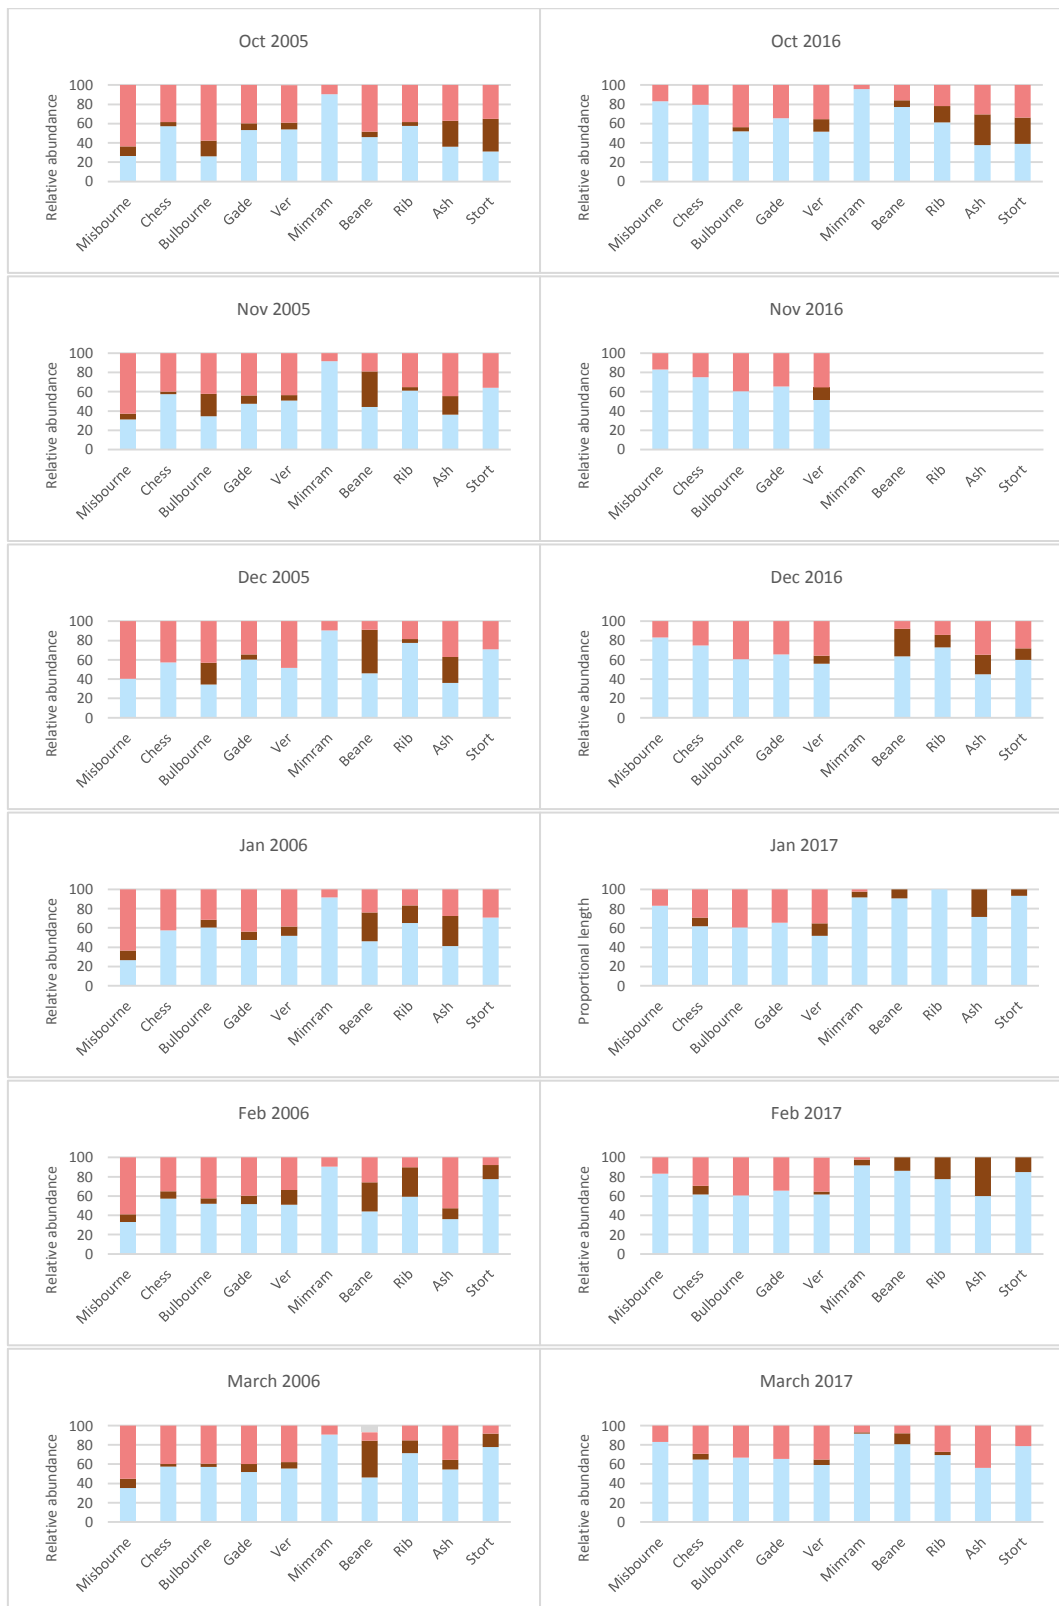 Oct 2005
Relative abundance
100
80
60
40
20
0
Misbourne
Chess
Bulbourne
Gade
Ver
Mimram
Beane
Rib
Ash
Stort
Oct 2016
Relative abundance
100
80
60
40
20
0
Misbourne
Chess
Bulbourne
Gade
Ver
Mimram
Beane
Rib
Ash
Stort
Nov 2005
Relative abundance
100
80
60
40
20
0
Misbourne
Chess
Bulbourne
Gade
Ver
Mimram
Beane
Rib
Ash
Stort
Nov 2016
Relative abundance
100
80
60
40
20
0
Misbourne
Chess
Bulbourne
Gade
Ver
Mimram
Beane
Rib
Ash
Stort
Dec 2005
Relative abundance
100
80
60
40
20
0
Misbourne
Chess
Bulbourne
Gade
Ver
Mimram
Beane
Rib
Ash
Stort
Dec 2016
Relative abundance
100
80
60
40
20
0
Misbourne
Chess
Bulbourne
Gade
Ver
Mimram
Beane
Rib
Ash
Stort
Jan 2006
Relative abundance
100
80
60
40
20
0
Misbourne
Chess
Bulbourne
Gade
Ver
Mimram
Beane
Rib
Ash
Stort
Jan 2017
Proportional length
100
80
60
40
20
0
Misbourne
Chess
Bulbourne
Gade
Ver
Mimram
Beane
Rib
Ash
Stort
Feb 2006
Relative abundance
100
80
60
40
20
0
Misbourne
Chess
Bulbourne
Gade
Ver
Mimram
Beane
Rib
Ash
Stort
Feb 2017
Relative abundance
100
80
60
40
20
0
Misbourne
Chess
Bulbourne
Gade
Ver
Mimram
Beane
Rib
Ash
Stort
March 2006
Relative abundance
100
80
60
40
20
0
Misbourne
Chess
Bulbourne
Gade
Ver
Mimram
Beane
Rib
Ash
Stort
March 2017
Relative abundance
100
80
60
40
20
0
Misbourne
Chess
Bulbourne
Gade
Ver
Mimram
Beane
Rib
Ash
Stort